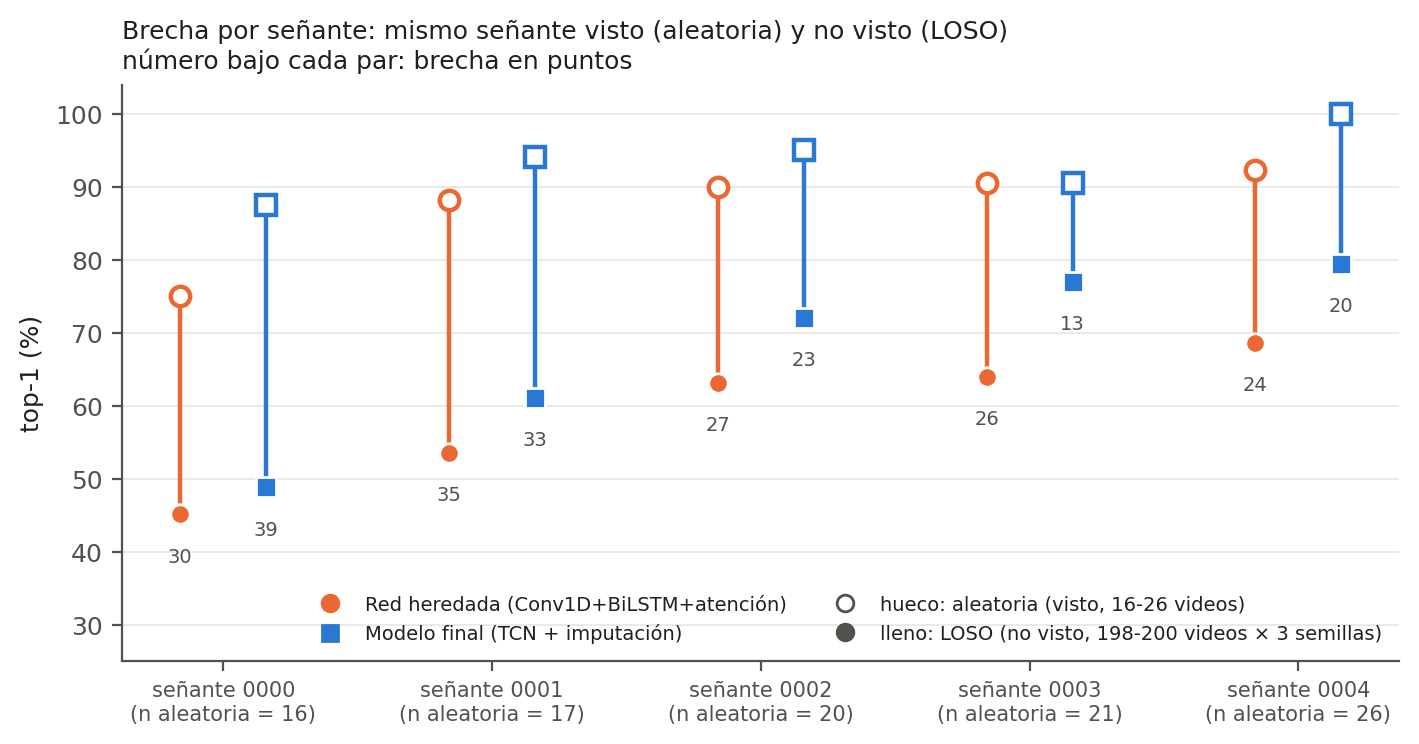 Brecha por señante: mismo señante visto (aleatoria) y no visto (LOSO)
número bajo cada par: brecha en puntos
top-1 (%)
100
90
80
70
60
50
40
30
30
39
35
33
27
23
26
13
24
20
Red heredada (Conv1D+BiLSTM+atención)
Modelo final (TCN + imputación)
hueco: aleatoria (visto, 16-26 videos)
lleno: LOSO (no visto, 198-200 videos × 3 semillas)
señante 0000
(n aleatoria = 16)
señante 0001
(n aleatoria = 17)
señante 0002
(n aleatoria = 20)
señante 0003
(n aleatoria = 21)
señante 0004
(n aleatoria = 26)